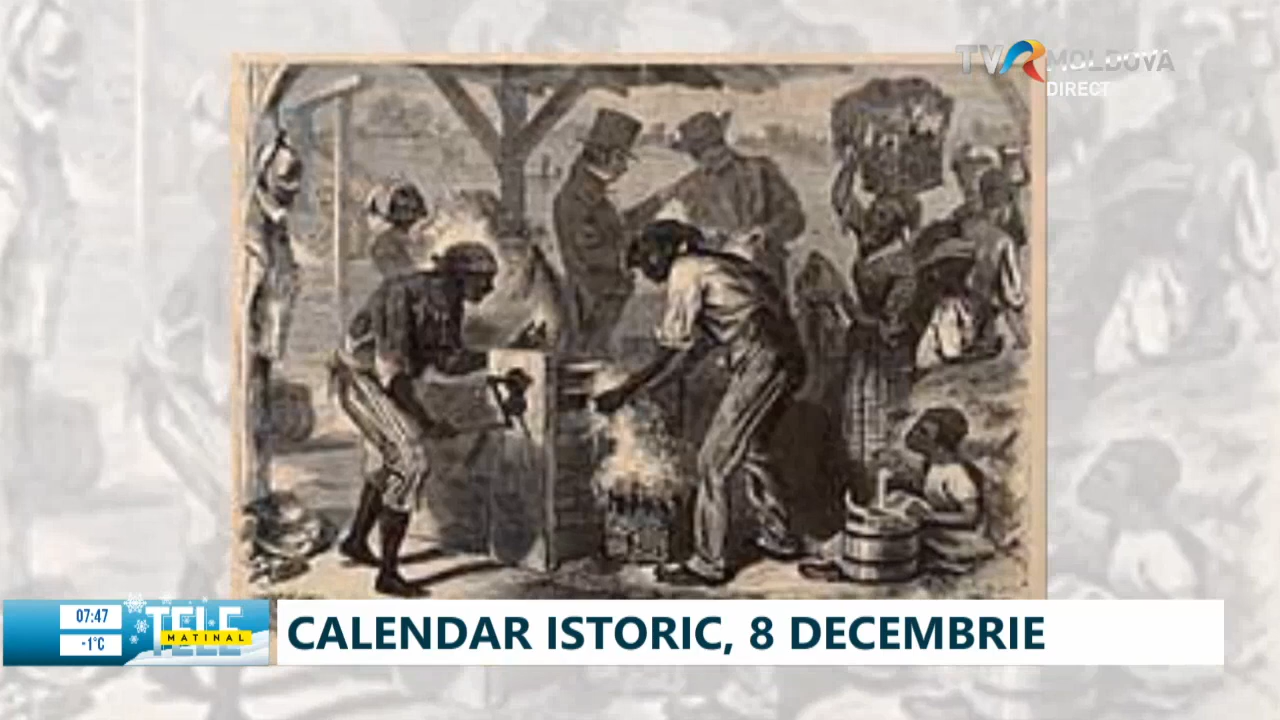 TVR MOLDOVA
DIRECT
07:47
-1°C
TELE
MATINAL
CALENDAR ISTORIC, 8 DECEMBRIE